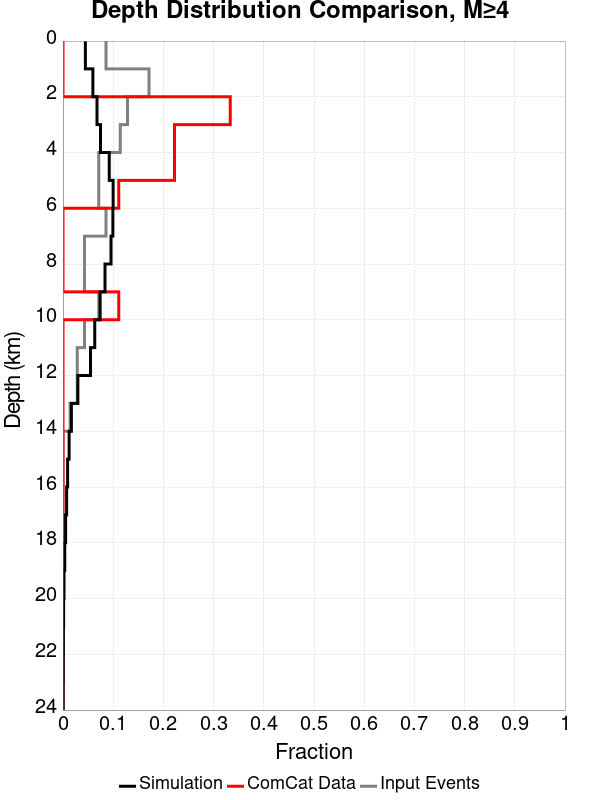 Depth Distribution Comparison, M≥4
0
2
4
6
8
10
12
14
16
18
20
22
24
Depth (km)
0 0.1 0.2 0.3 0.4 0.5 0.6 0.7 0.8 0.9 1
Fraction
Simulation ComCat Data Input Events